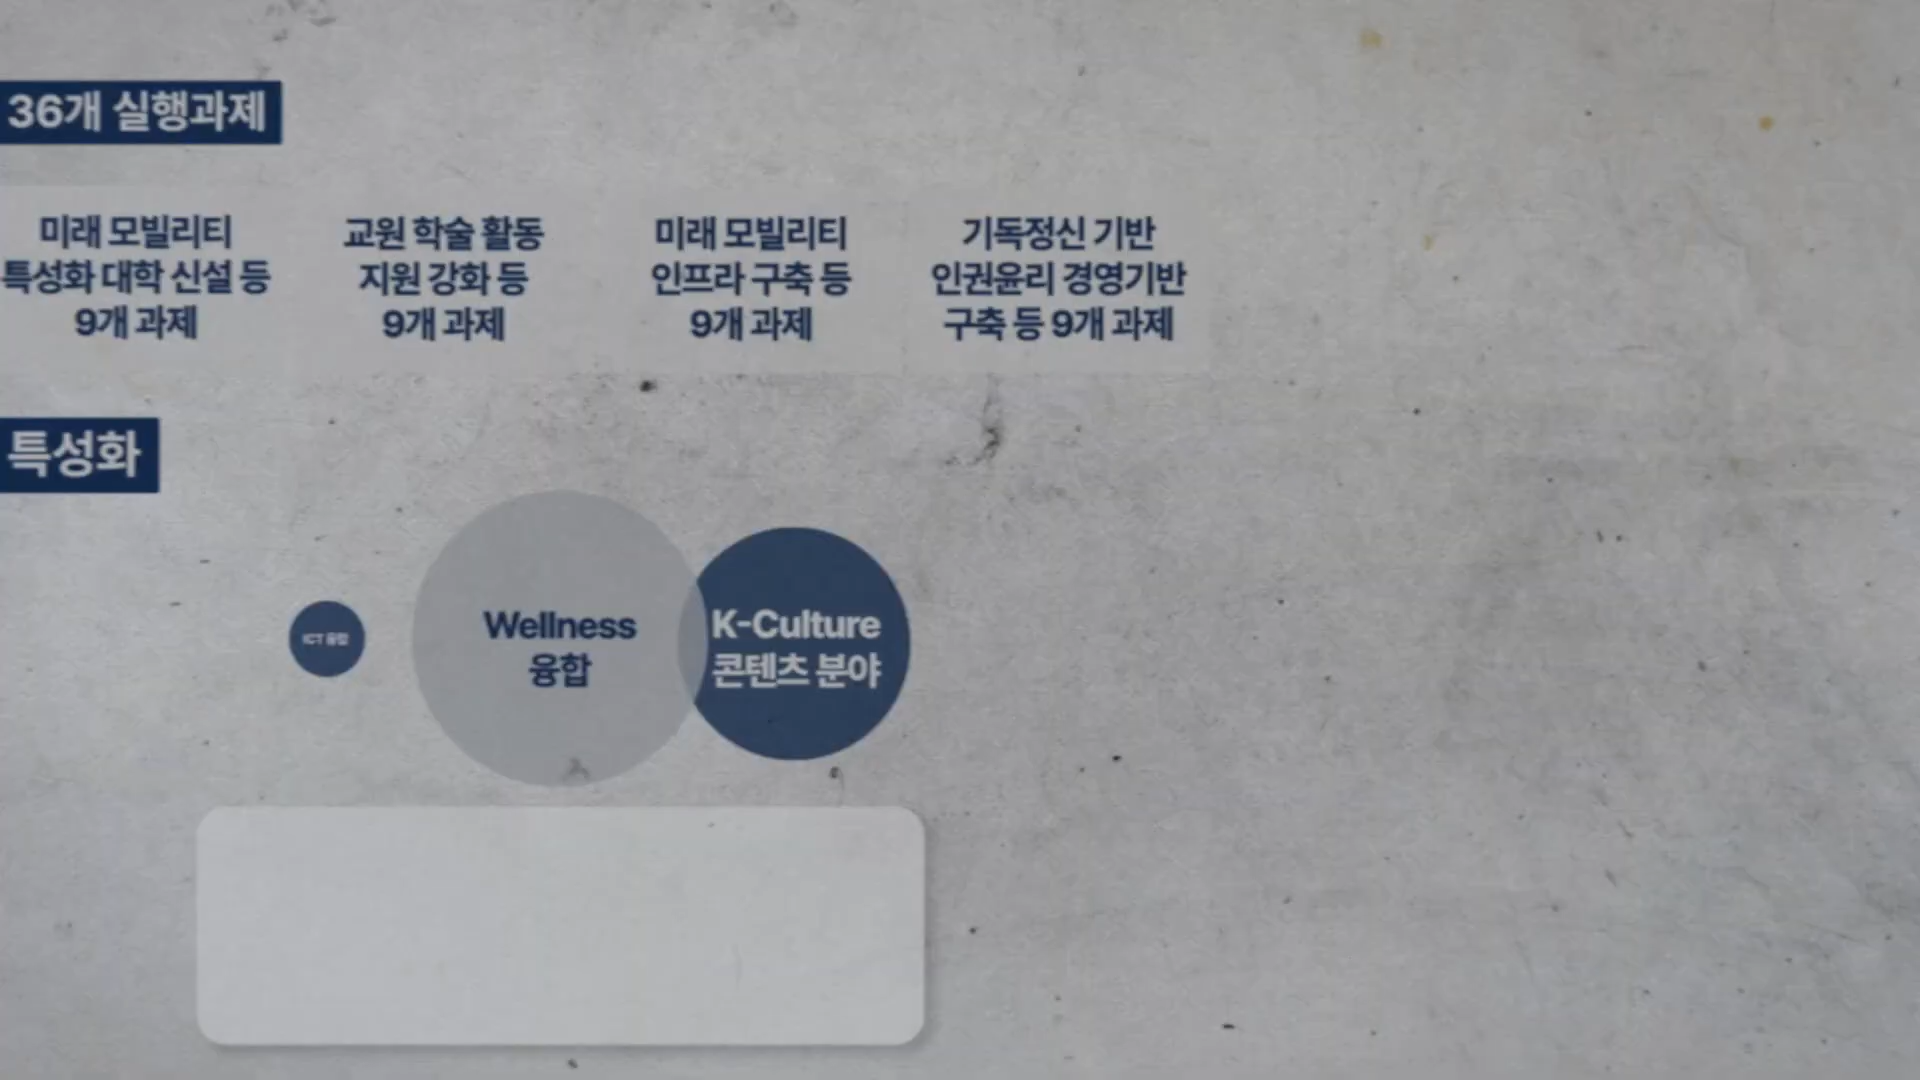 36개 실행과제
미래 모빌리티
특성화 대학 신설 등
9개 과제
교원 학술 활동
지원 강화 등
9개 과제
미래 모빌리티
인프라 구축 등
9개 과제
기독정신 기반
인권윤리 경영기반
구축 등 9개 과제
특성화
ICT 융합
Wellness
융합
K-Culture
콘텐츠 분야